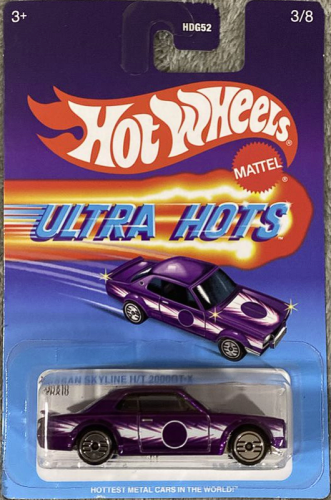 3+
HDG52
3/8
Hot Wheels
MATTEL
ULTRA HOTS
SKYLINE H/T 2000GT-X
HOTTEST METAL CARS IN THE WORLD!